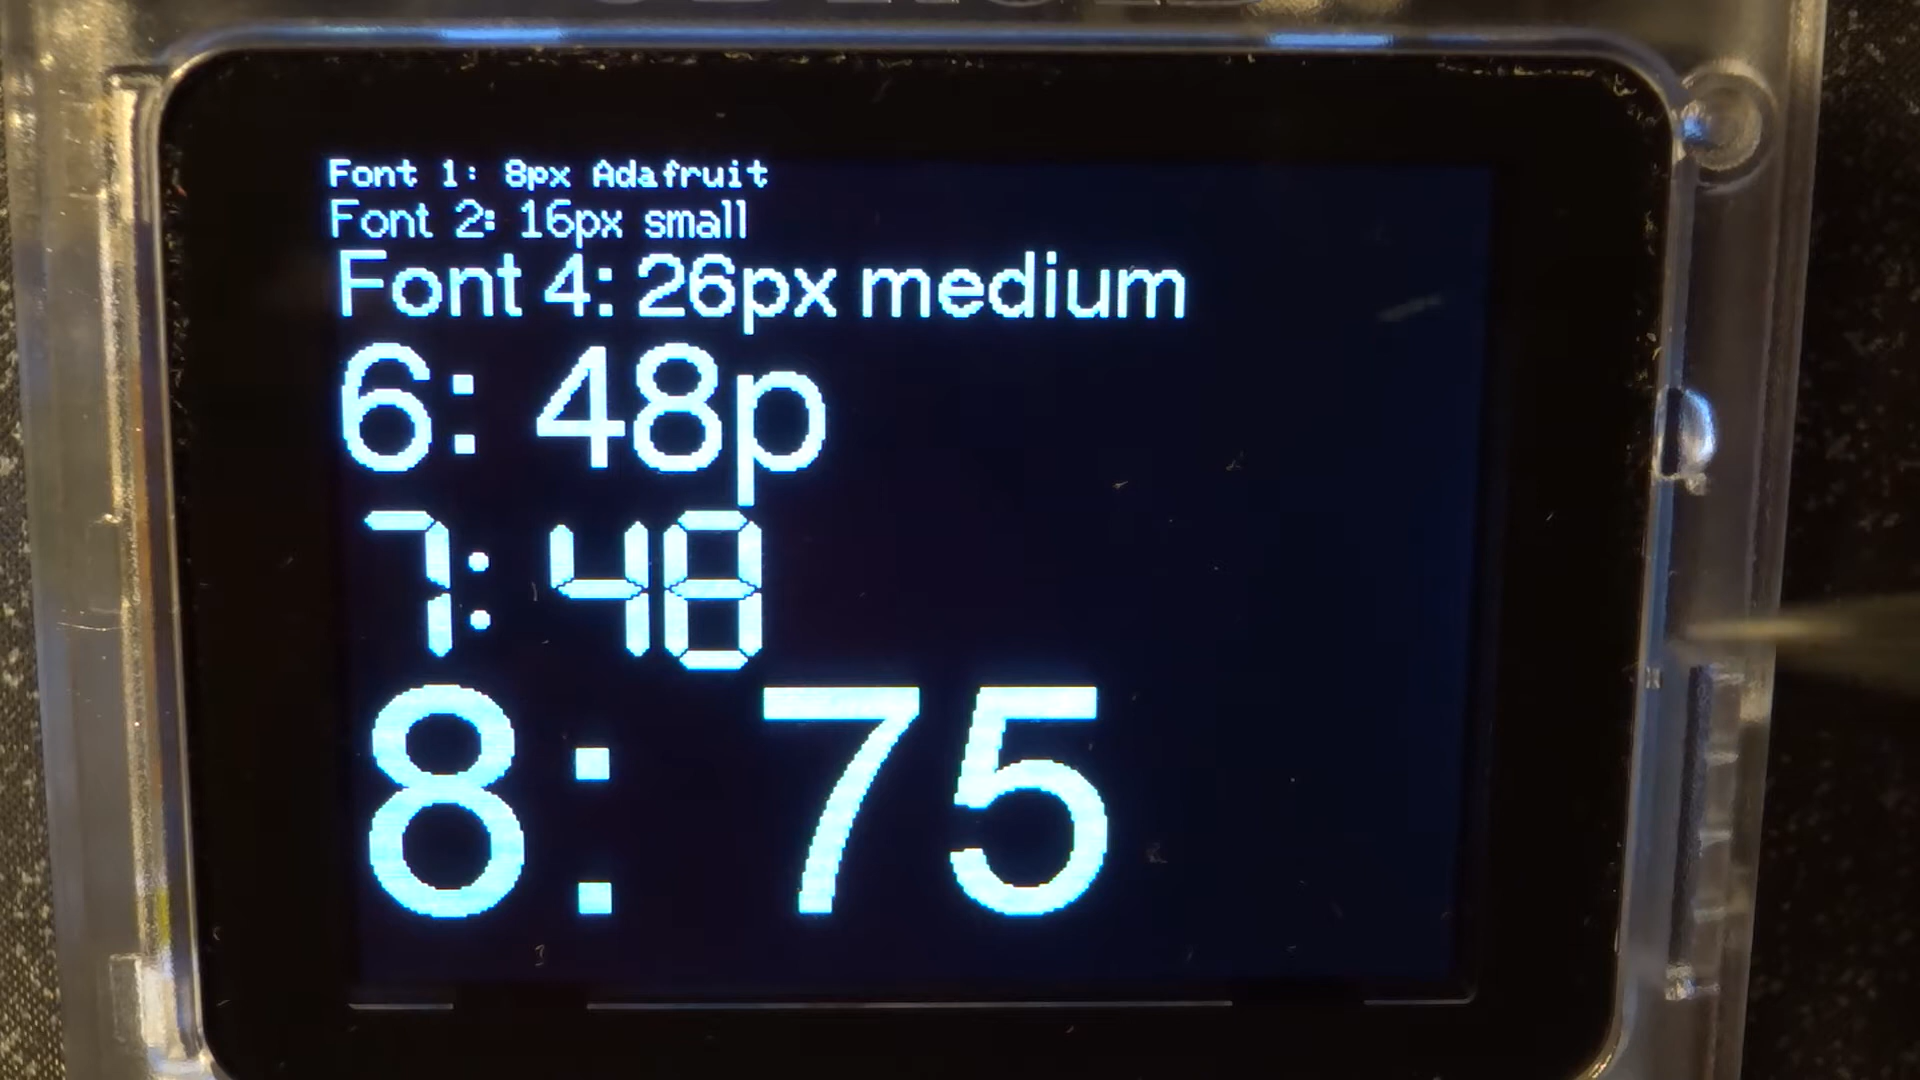 Font 1: 8px Adafruit
Font 2: 16px small
Font 4: 26px medium
6: 48p
7: 48
8: 75